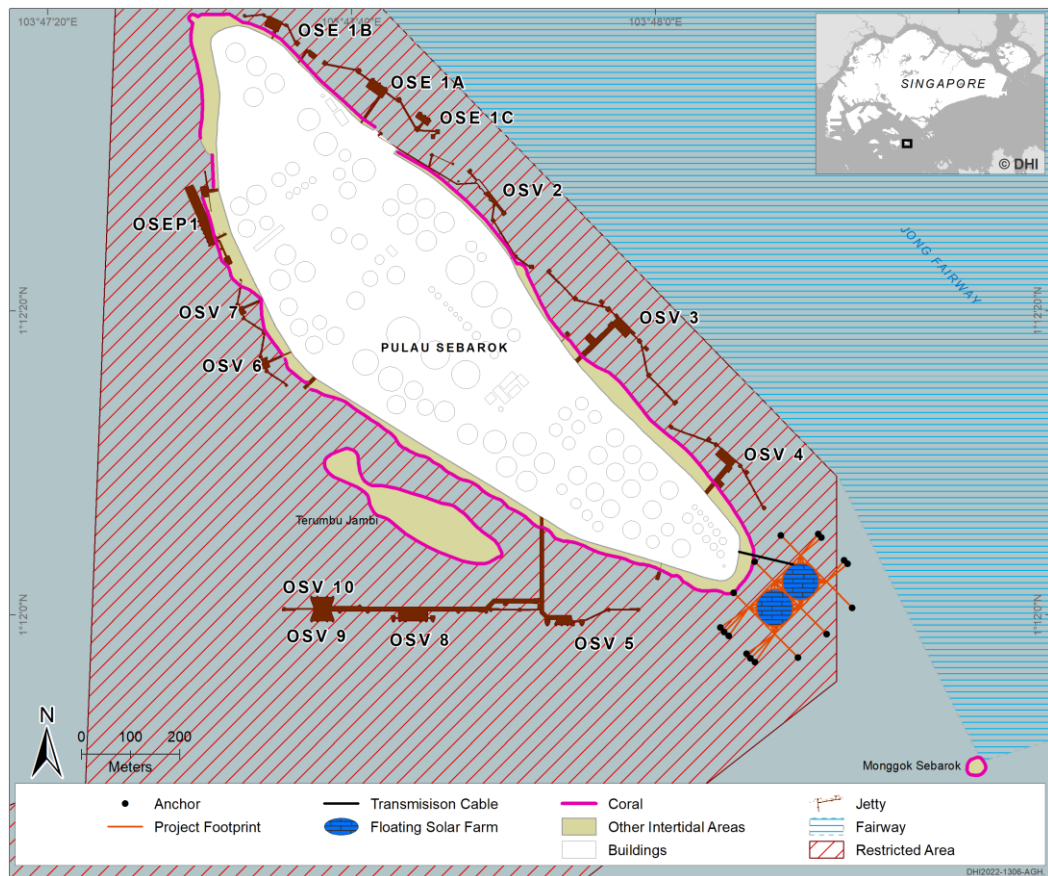 103°47'20"E
103°47'40"E
103°48'0"E
OSE 1B
OSE 1A
OSE 1C
SINGAPORE
© DHI
OSV 2
OSEP1
JONG FAIRWAY
1°12'20"N
1°12'20"N
OSV 7
OSV 3
PULAU SEBAROK
OSV 6
OSV 4
Terumbu Jambi
OSV 10
1°12'0"N
1°12'0"N
OSV 9
OSV 8
OSV 5
N
0 100 200
Meters
Monggok Sebarok
Anchor
Transmisison Cable
Coral
Jetty
Project Footprint
Floating Solar Farm
Other Intertidal Areas
Fairway
Buildings
Restricted Area
DHI2022-1306-AGH